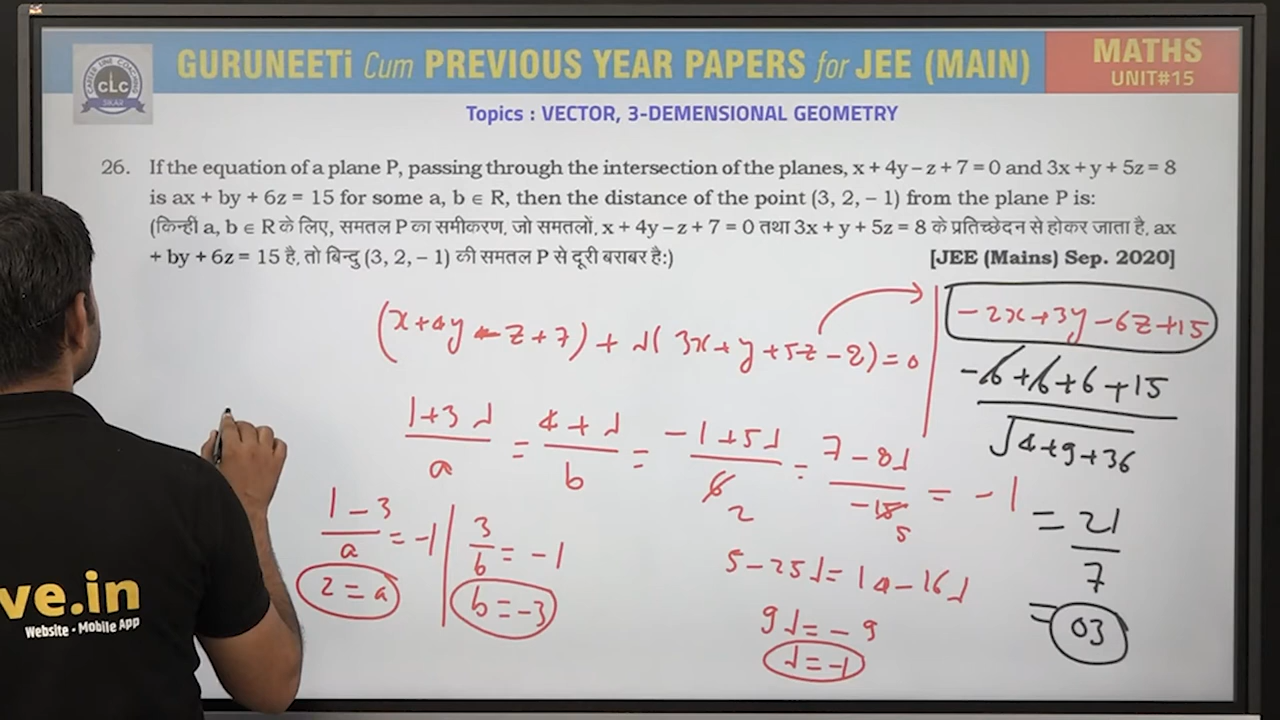 GURUNEETi Cum PREVIOUS YEAR PAPERS for JEE (MAIN)
MATHS
UNIT#15
CLC
SIKAR
Topics : VECTOR, 3-DEMENSIONAL GEOMETRY
26. If the equation of a plane P, passing through the intersection of the planes, x + 4y – z + 7 = 0 and 3x + y + 5z = 8
is ax + by + 6z = 15 for some a, b ∈ R, then the distance of the point (3, 2, – 1) from the plane P is:
(किन्हीं a, b ∈ R के लिए, समतल P का समीकरण, जो समतलों, x + 4y – z + 7 = 0 तथा 3x + y + 5z = 8 के प्रतिच्छेदन से होकर जाता है, ax
+ by + 6z = 15 है, तो बिन्दु (3, 2, – 1) की समतल P से दूरी बराबर है:)
[JEE (Mains) Sep. 2020]
(x+4y-z+7) + λ(3x+y+5z-8)=0
(1+3λ)/a = (4+λ)/b = (-1+5λ)/6 = (7-8λ)/-15 = -1
2
5
(1-3)/a = -1
2=a
3/b = -1
b=-3
5-25λ=14-16λ
9λ=-9
λ=-1
-2x+3y-6z+15
(-6+6+6+15)/√(4+9+36)
= 21/7
= 03
ve.in
Website - Mobile App